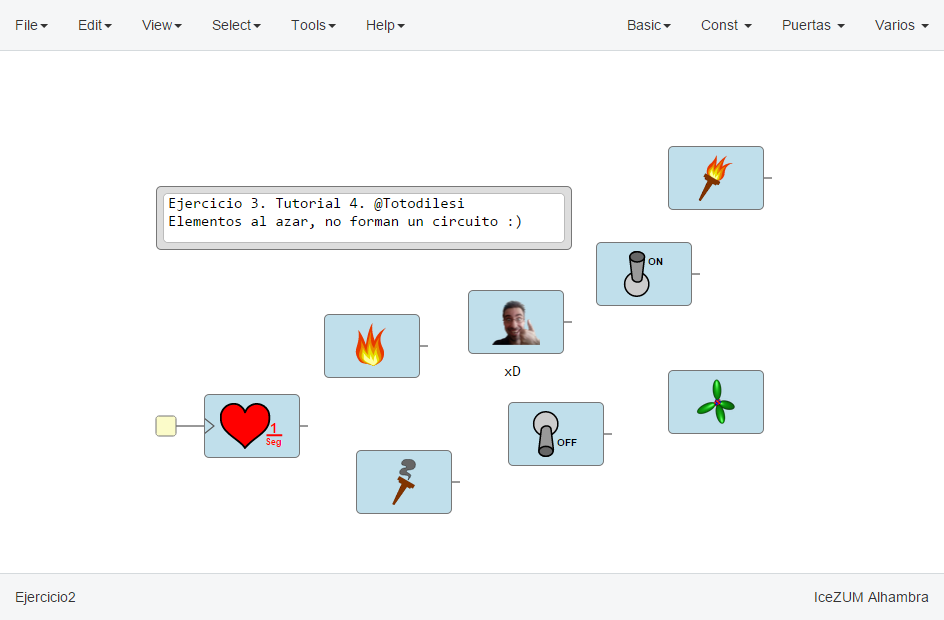 File Edit View Select Tools Help Basic Const Puertas Varios
Ejercicio 3. Tutorial 4. @Totodilesi
Elementos al azar, no forman un circuito :)
ON
xD
1
Seg
OFF
Ejercicio2 IceZUM Alhambra